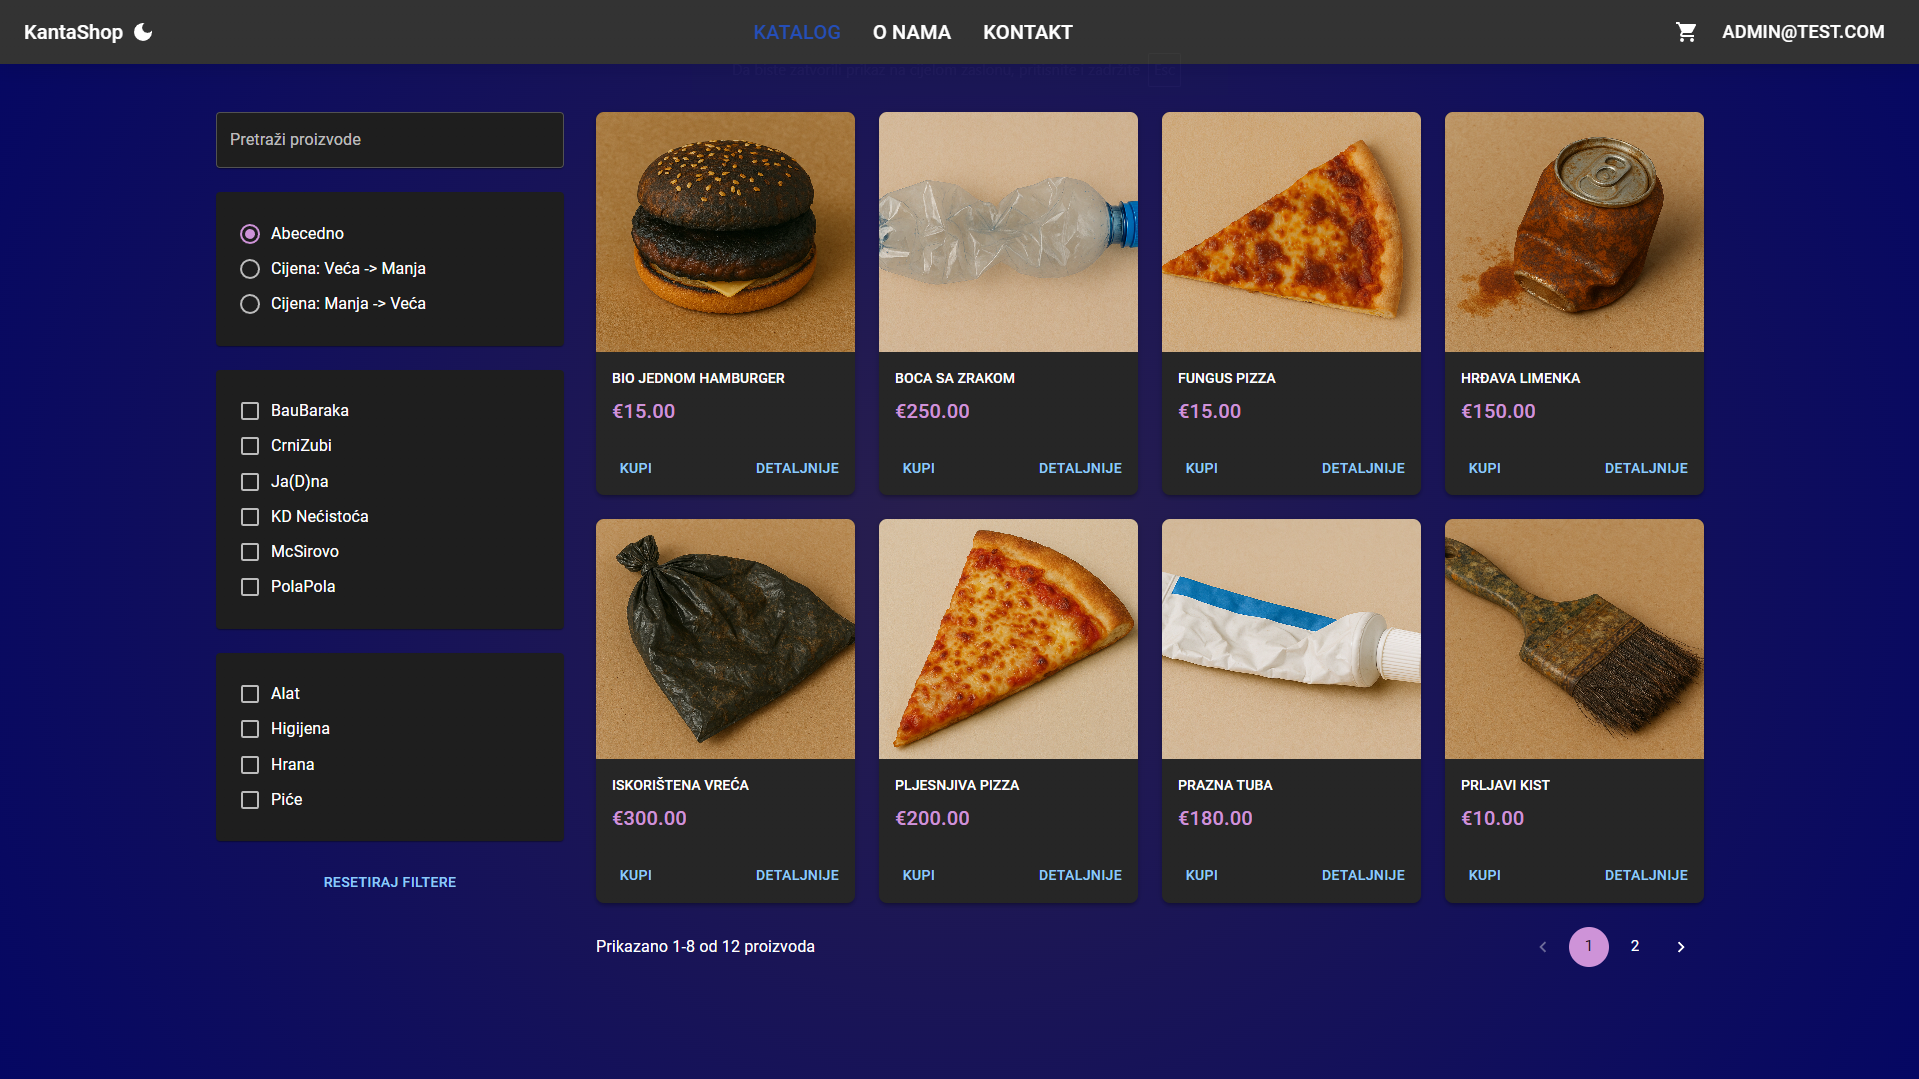 KantaShop
KATALOG
O NAMA
KONTAKT
ADMIN@TEST.COM
Pretraži proizvode
Abecedno
Cijena: Veća -> Manja
Cijena: Manja -> Veća
BauBaraka
CrniZubi
Ja(D)na
KD Nećistoća
McSirovo
PolaPola
Alat
Higijena
Hrana
Piće
RESETIRAJ FILTERE
BIO JEDNOM HAMBURGER
€15.00
KUPI DETALJNIJE
BOCA SA ZRAKOM
€250.00
KUPI DETALJNIJE
FUNGUS PIZZA
€15.00
KUPI DETALJNIJE
HRĐAVA LIMENKA
€150.00
KUPI DETALJNIJE
ISKORIŠTENA VREĆA
€300.00
KUPI DETALJNIJE
PLJESNJIVA PIZZA
€200.00
KUPI DETALJNIJE
PRAZNA TUBA
€180.00
KUPI DETALJNIJE
PRLJAVI KIST
€10.00
KUPI DETALJNIJE
Prikazano 1-8 od 12 proizvoda
1 2